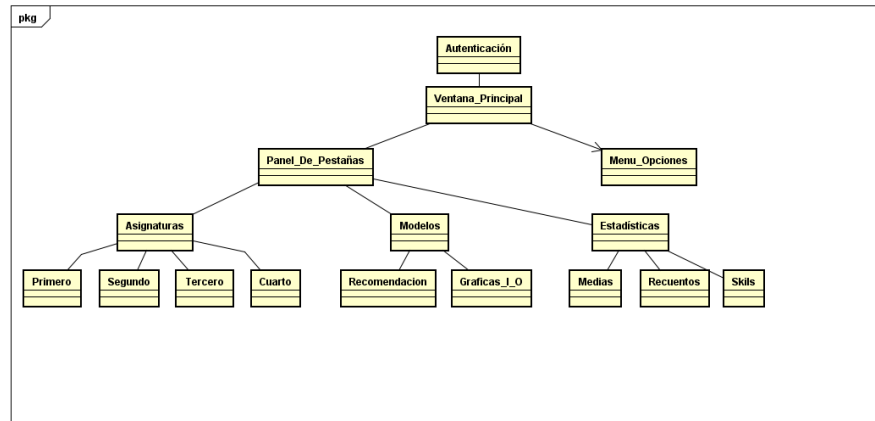 pkg
Autenticación
Ventana_Principal
Panel_De_Pestañas
Menu_Opciones
Asignaturas
Modelos
Estadísticas
Primero
Segundo
Tercero
Cuarto
Recomendacion
Graficas_I_O
Medias
Recuentos
Skils